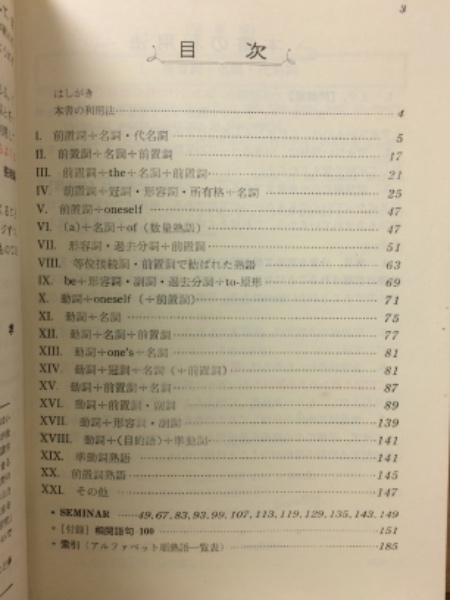 3
目次
はしがき
本書の利用法 4
I. 前置詞+名詞・代名詞 5
II. 前置詞+名詞+前置詞 17
III. 前置詞+the+名詞+前置詞 21
IV. 前置詞+冠詞・形容詞・所有格+名詞 25
V. 前置詞+oneself 47
VI. (a)+名詞+of (数量熟語) 47
VII. 形容詞・過去分詞+前置詞 51
VIII. 等位接続詞・前置詞で結ばれた熟語 63
IX. be+形容詞・副詞・過去分詞+to-原形 69
X. 動詞+oneself (+前置詞) 71
XI. 動詞+名詞 75
XII. 動詞+名詞+前置詞 77
XIII. 動詞+one's+名詞 81
XIV. 動詞+冠詞+名詞 (+前置詞) 81
XV. 動詞+前置詞+名詞 87
XVI. 動詞+前置詞・副詞 89
XVII. 動詞+形容詞・副詞 139
XVIII. 動詞+(目的語)+準動詞 141
XIX. 準動詞熟語 141
XX. 前置詞熟語 145
XXI. その他 147
* SEMINAR 49, 67, 83, 93, 99, 107, 113, 119, 129, 135, 143, 149
* [付録] 相関語句 100 151
* 索引 (アルファベット順熟語一覧表) 185